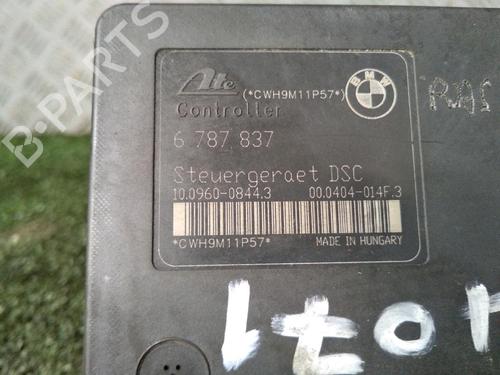 Ate (*CWH9M11P57*) BMW
Controller
6 787 837
Steuergeraet DSC
10.0960-0844.3 00.0404-014F.3
*CWH9M11P57* MADE IN HUNGARY
B-PARTS